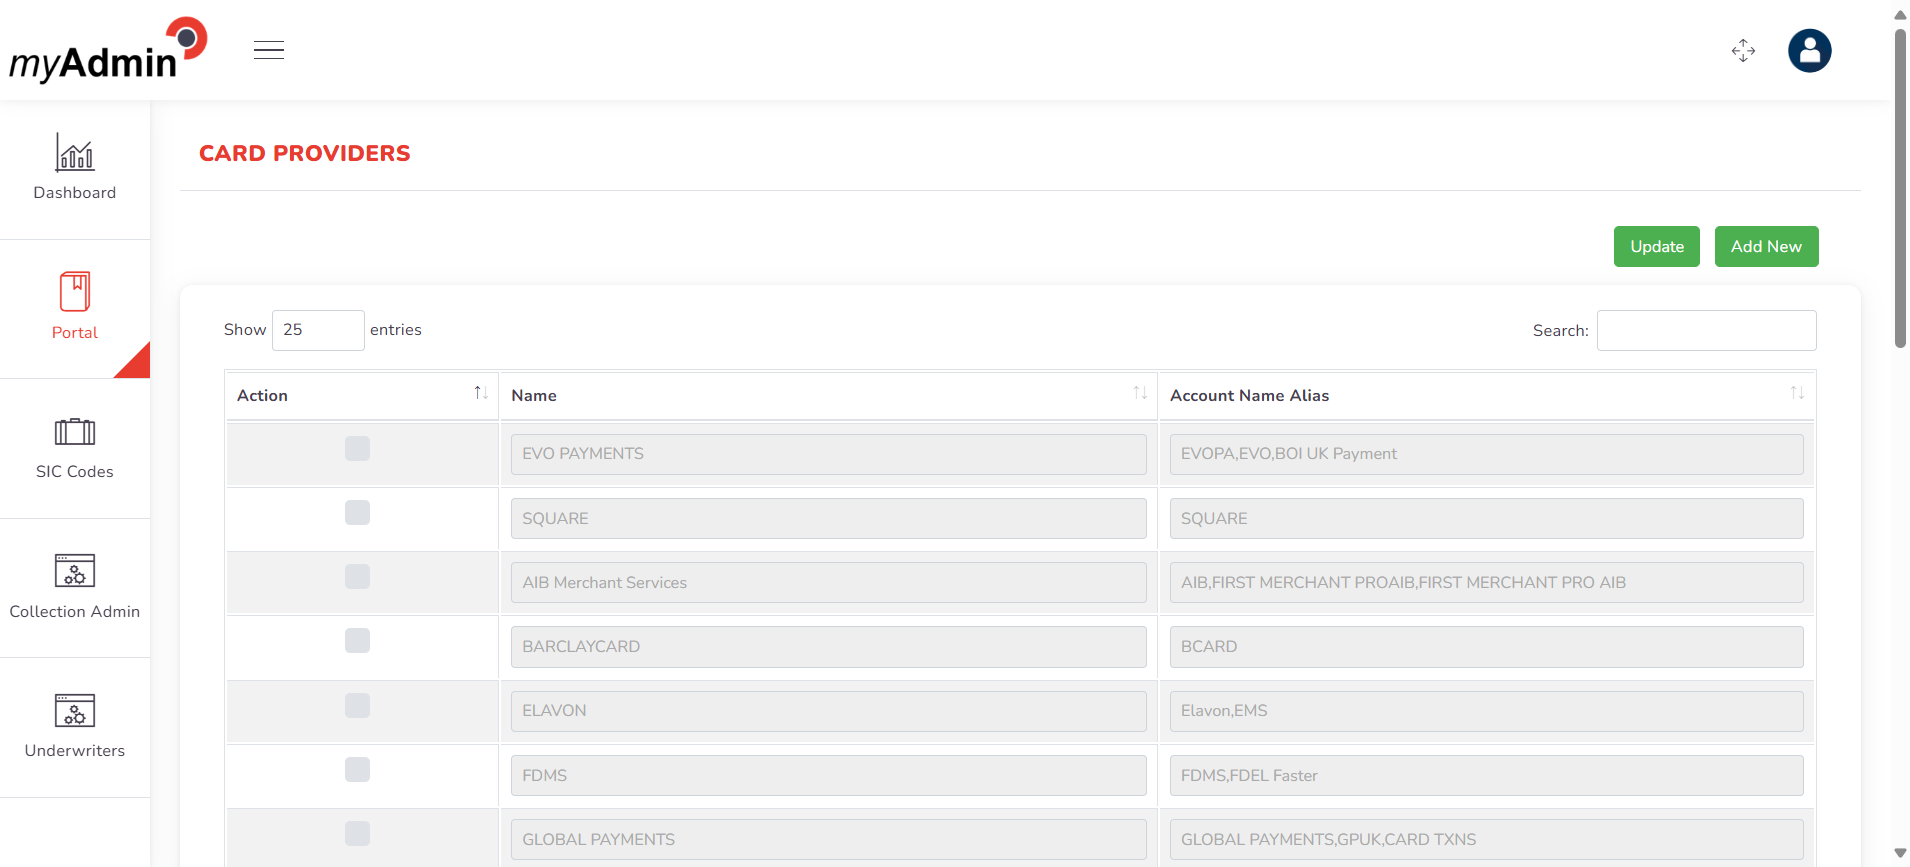 myAdmin
Dashboard
Portal
SIC Codes
Collection Admin
Underwriters
CARD PROVIDERS
Update Add New
Show 25 entries Search:
Action Name Account Name Alias
EVO PAYMENTS EVOPA,EVO,BOI UK Payment
SQUARE SQUARE
AIB Merchant Services AIB,FIRST MERCHANT PROAIB,FIRST MERCHANT PRO AIB
BARCLAYCARD BCARD
ELAVON Elavon,EMS
FDMS FDMS,FDEL Faster
GLOBAL PAYMENTS GLOBAL PAYMENTS,GPUK,CARD TXNS